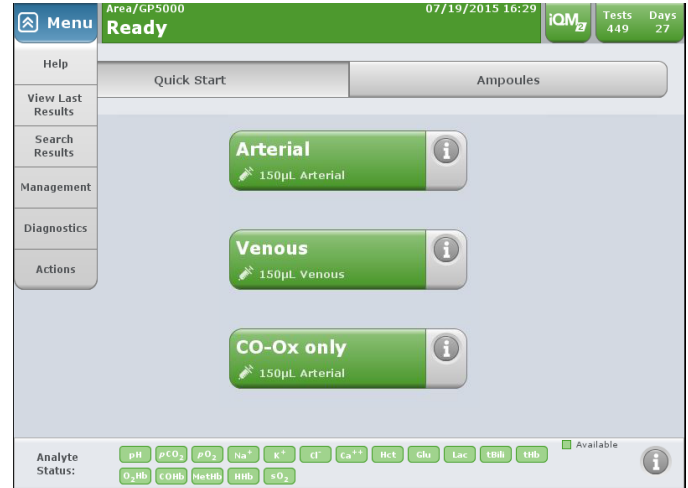 Menu
Area/GP5000
07/19/2015 16:29
Ready
iQM2
Tests Days
449 27
Help
View Last
Results
Search
Results
Management
Diagnostics
Actions
Quick Start
Ampoules
Arterial
150µL Arterial
Venous
150µL Venous
CO-Ox only
150µL Arterial
Analyte
Status:
pH pCO₂ pO₂ Na⁺ K⁺ Cl⁻ Ca⁺⁺ Hct Glu Lac tBili tHb
O₂Hb COHb MetHb HHb sO₂
Available